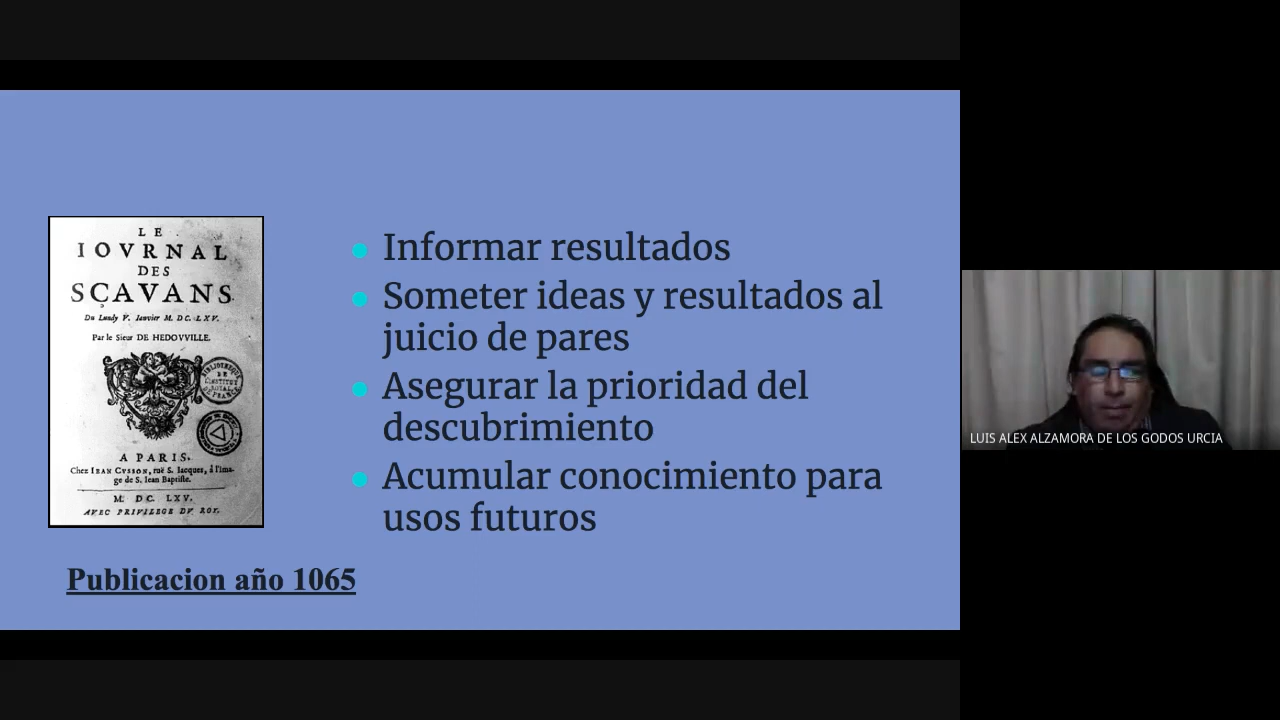 LE
IOVRNAL
DES
SÇAVANS
Du Lundy V. Ianvier M. DC. LXV.
Par le Sieur DE HEDOVVILLE.
A PARIS,
Chez IEAN CVSSON, ruë S. Iacques, à l'Ima-
ge de S. Iean Baptiste.
M. DC. LXV.
AVEC PRIVILEGE DV ROY.
Publicacion año 1065
Informar resultados
Someter ideas y resultados al
juicio de pares
Asegurar la prioridad del
descubrimiento
Acumular conocimiento para
usos futuros
LUIS ALEX ALZAMORA DE LOS GODOS URCIA